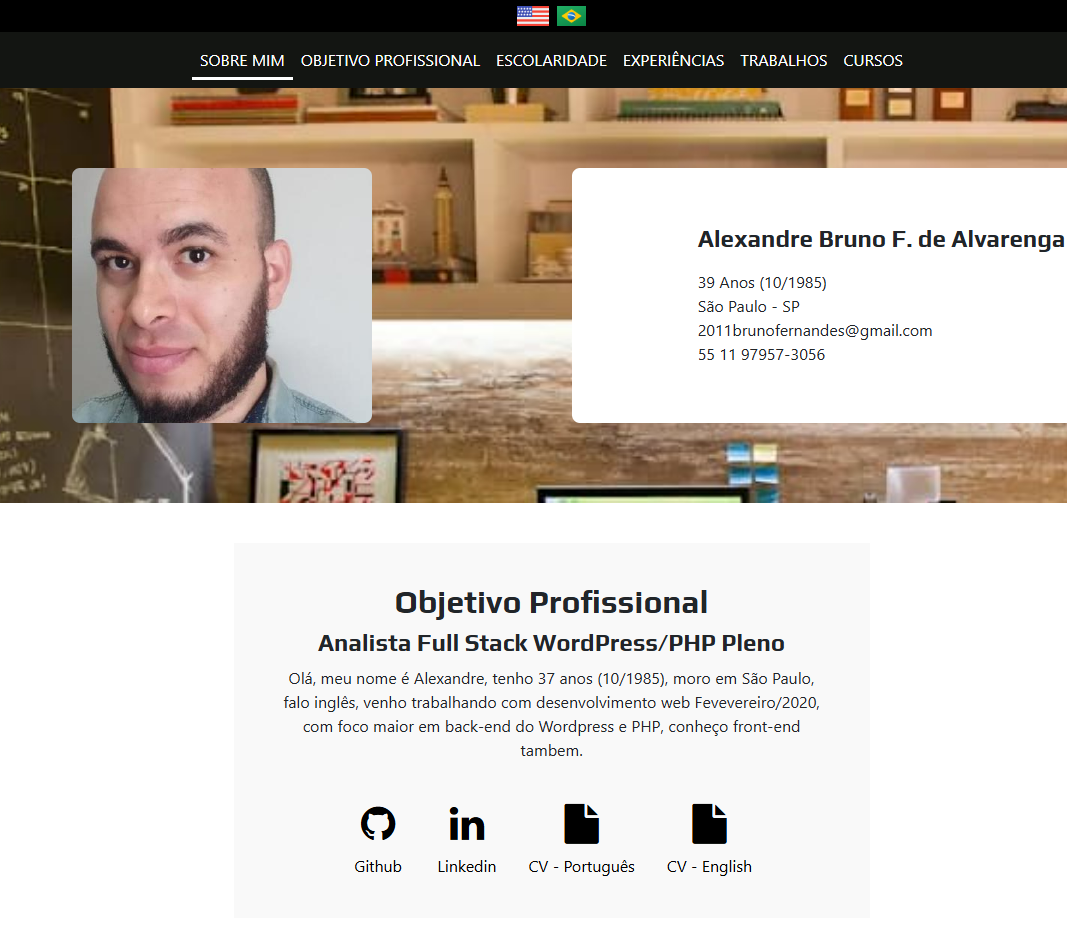 SOBRE MIM OBJETIVO PROFISSIONAL ESCOLARIDADE EXPERIÊNCIAS TRABALHOS CURSOS
Alexandre Bruno F. de Alvarenga
39 Anos (10/1985)
São Paulo - SP
2011brunofernandes@gmail.com
55 11 97957-3056
Objetivo Profissional
Analista Full Stack WordPress/PHP Pleno
Olá, meu nome é Alexandre, tenho 37 anos (10/1985), moro em São Paulo,
falo inglês, venho trabalhando com desenvolvimento web Fevevereiro/2020,
com foco maior em back-end do Wordpress e PHP, conheço front-end
tambem.
Github Linkedin CV - Português CV - English